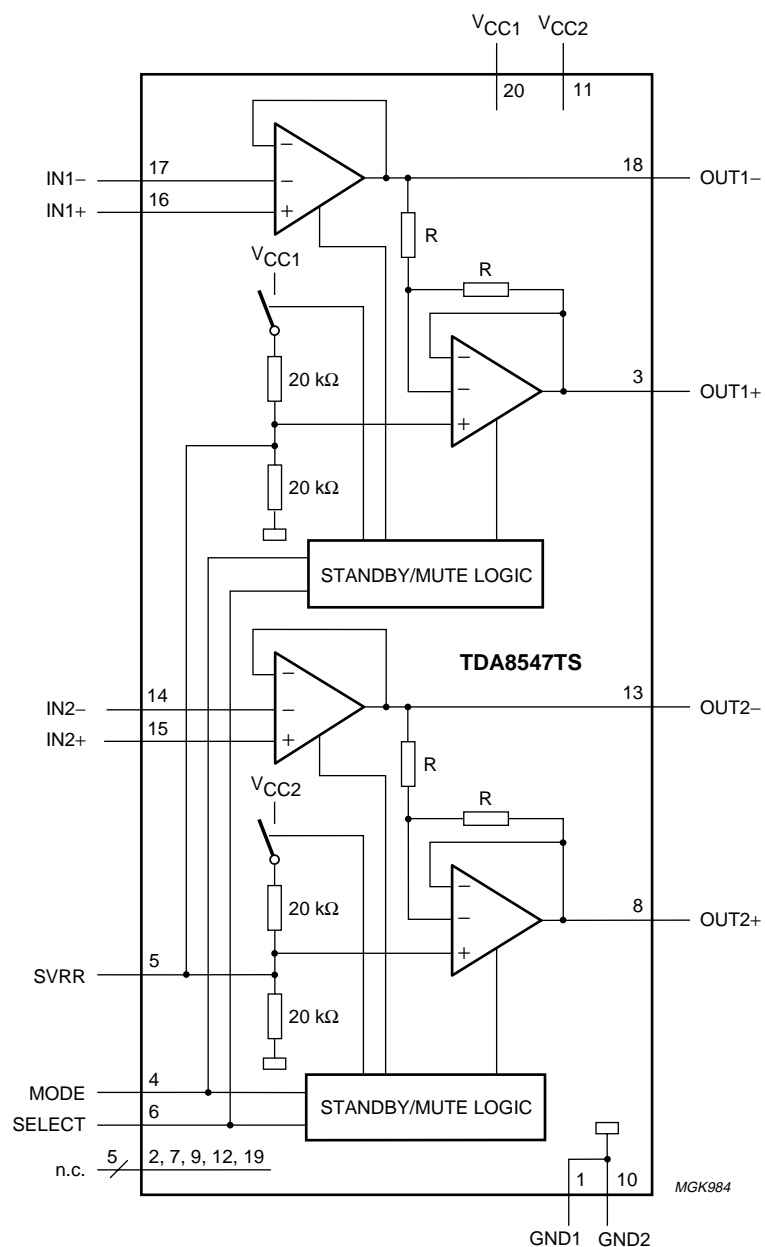 VCC1 VCC2
20 11
IN1− 17 − − 18 OUT1−
IN1+ 16 +
R
VCC1
R
20 kΩ
− − 3 OUT1+
+
20 kΩ
STANDBY/MUTE LOGIC
TDA8547TS
IN2− 14 − − 13 OUT2−
IN2+ 15 +
R
VCC2
R
20 kΩ
− − 8 OUT2+
+
SVRR 5
20 kΩ
MODE 4
STANDBY/MUTE LOGIC
SELECT 6
n.c. 5 2, 7, 9, 12, 19
1 10
MGK984
GND1 GND2